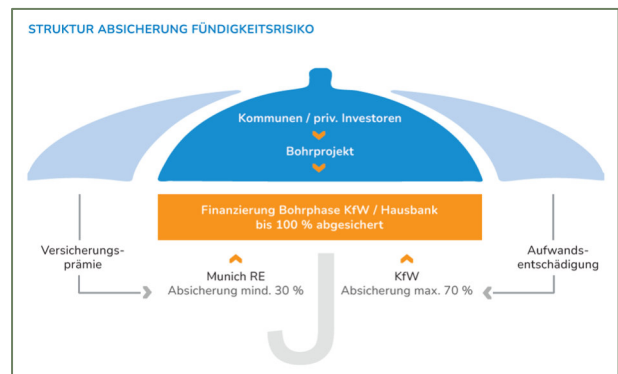 STRUKTUR ABSICHERUNG FÜNDIGKEITSRISIKO
Kommunen / priv. Investoren
Bohrprojekt
Finanzierung Bohrphase KfW / Hausbank
bis 100 % abgesichert
Versicherungs-
prämie
Munich RE
Absicherung mind. 30 %
KfW
Absicherung max. 70 %
Aufwands-
entschädigung